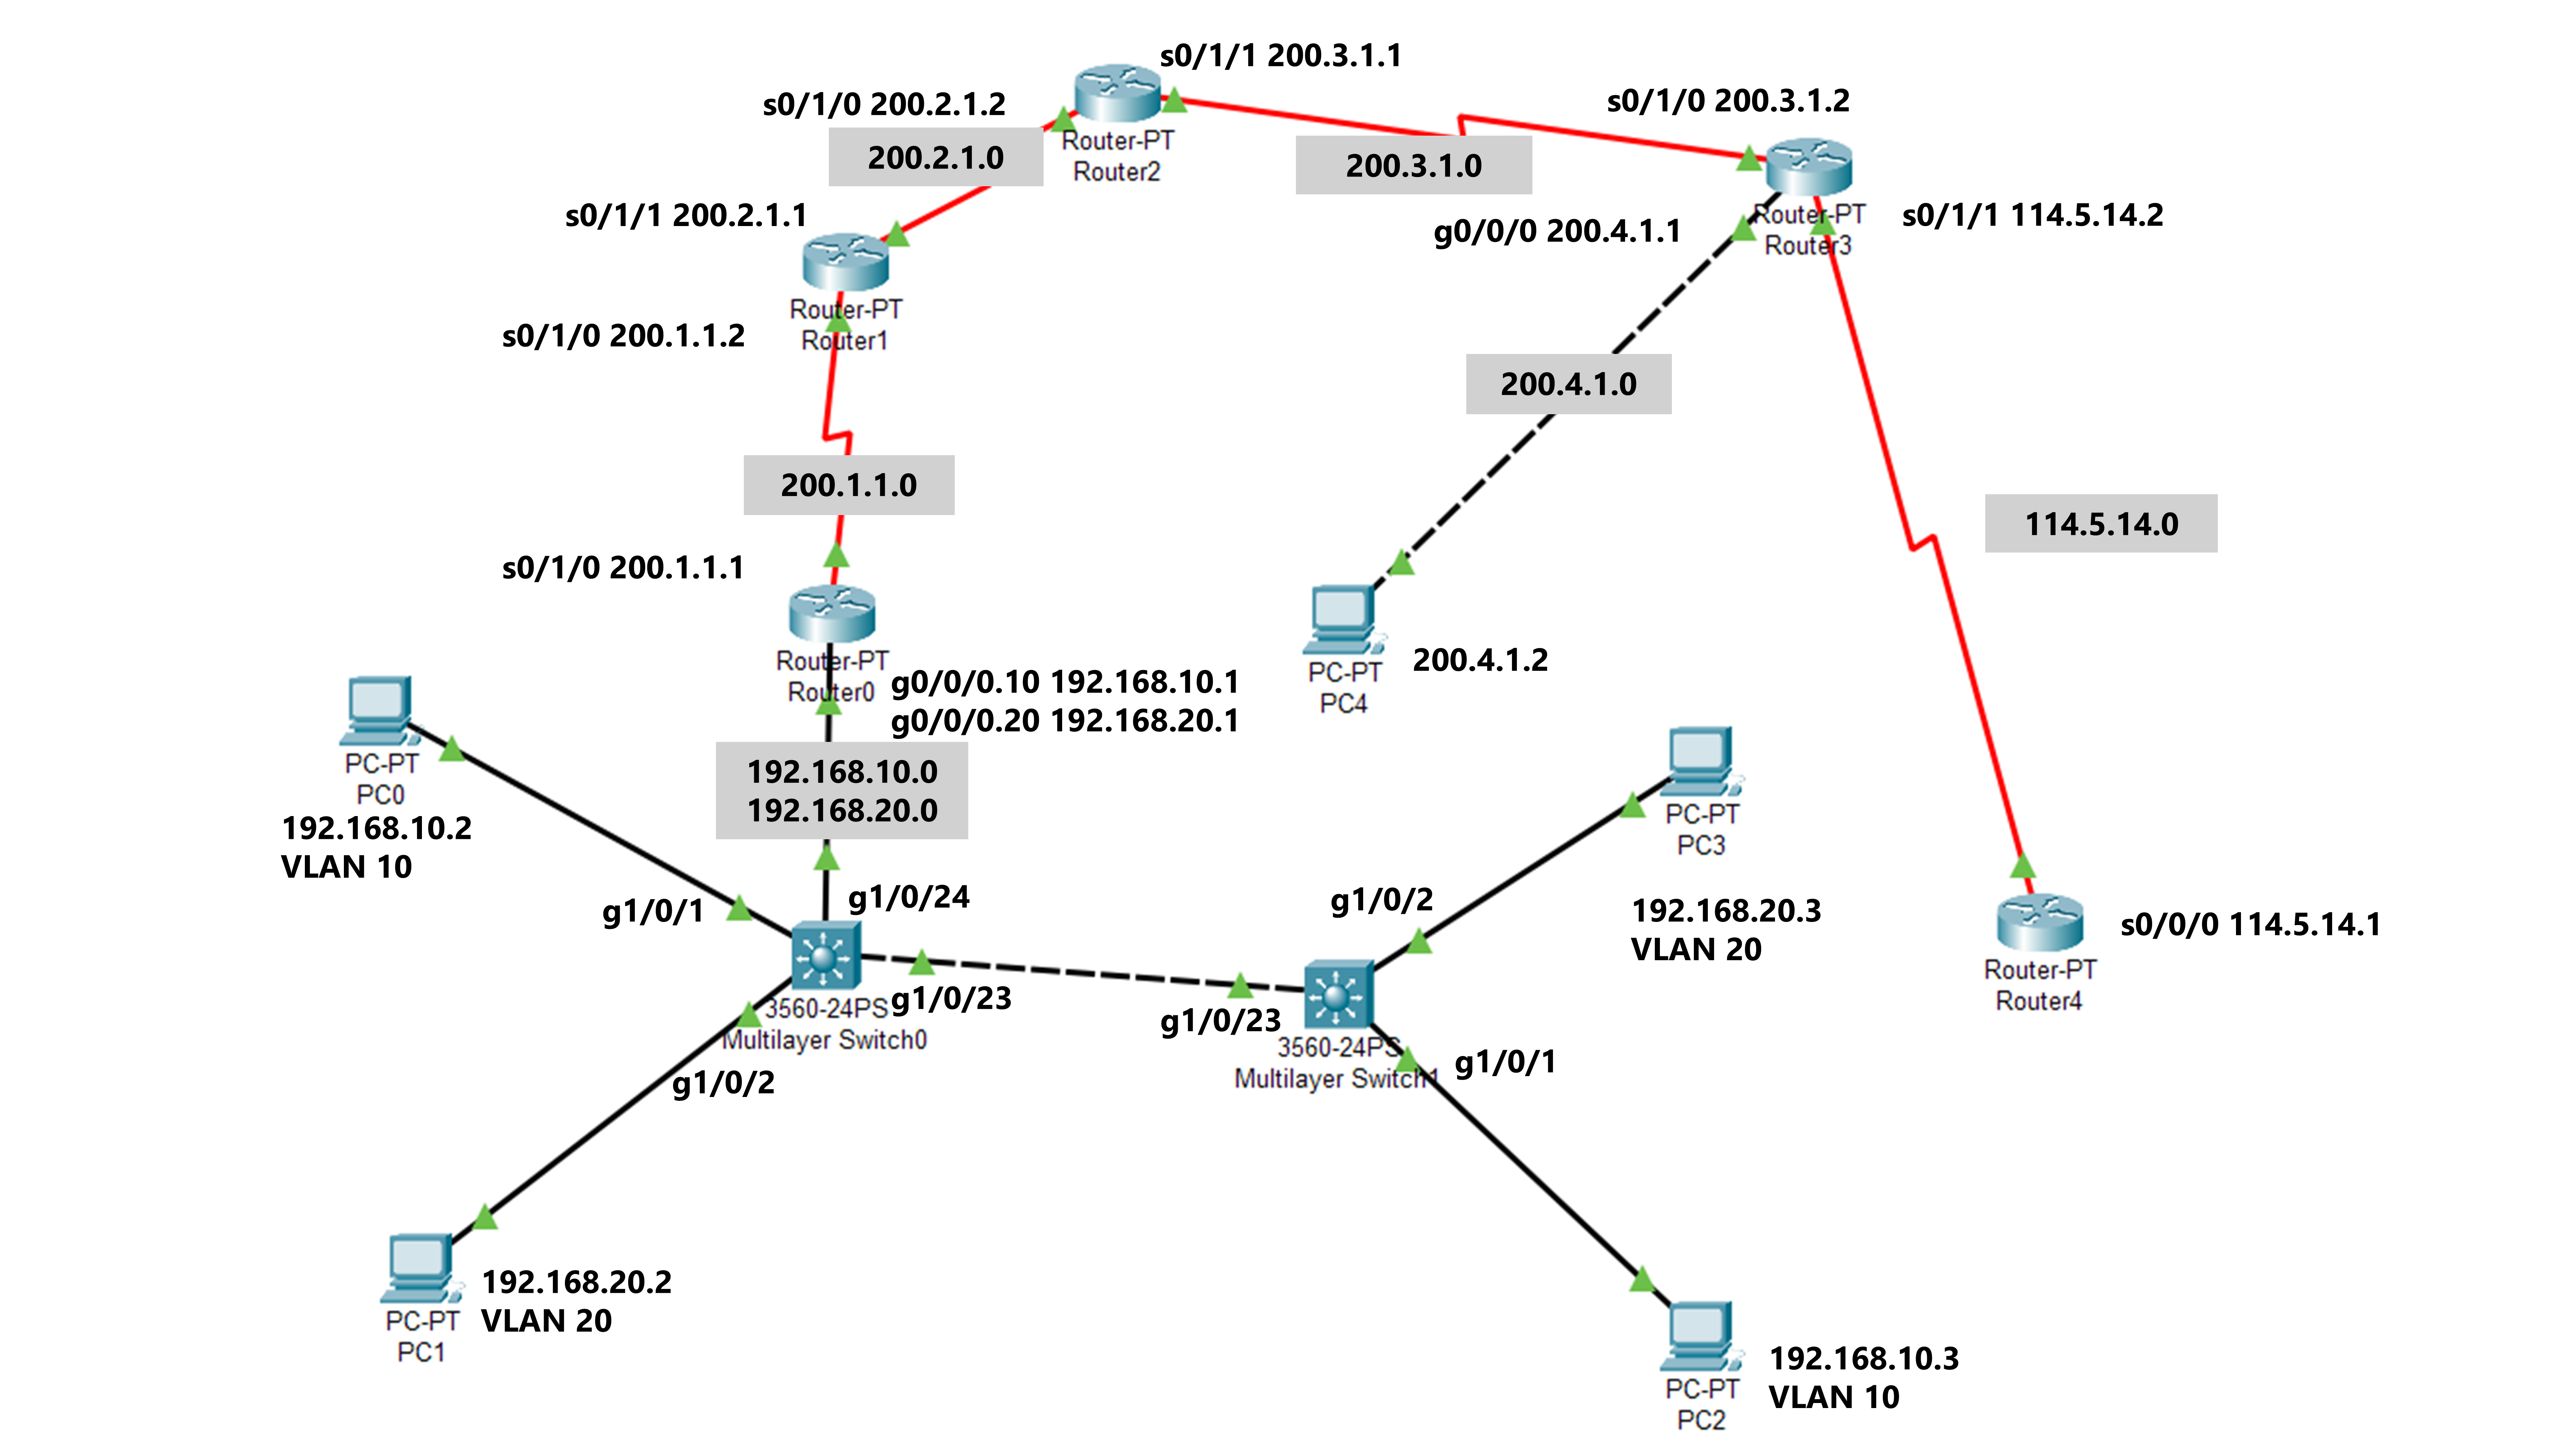 s0/1/1 200.3.1.1
s0/1/0 200.2.1.2
s0/1/0 200.3.1.2
Router-PT
Router2
200.2.1.0
200.3.1.0
s0/1/1 200.2.1.1
g0/0/0 200.4.1.1
Router-PT
Router3
s0/1/1 114.5.14.2
Router-PT
Router1
s0/1/0 200.1.1.2
200.4.1.0
200.1.1.0
114.5.14.0
s0/1/0 200.1.1.1
Router-PT
Router0
g0/0/0.10 192.168.10.1
g0/0/0.20 192.168.20.1
PC-PT
PC4
200.4.1.2
PC-PT
PC0
192.168.10.2
VLAN 10
192.168.10.0
192.168.20.0
PC-PT
PC3
192.168.20.3
VLAN 20
g1/0/1
g1/0/24
g1/0/2
s0/0/0 114.5.14.1
Router-PT
Router4
3560-24PS
Multilayer Switch0
g1/0/23
g1/0/23
3560-24PS
Multilayer Switch1
g1/0/1
g1/0/2
PC-PT
PC1
192.168.20.2
VLAN 20
PC-PT
PC2
192.168.10.3
VLAN 10